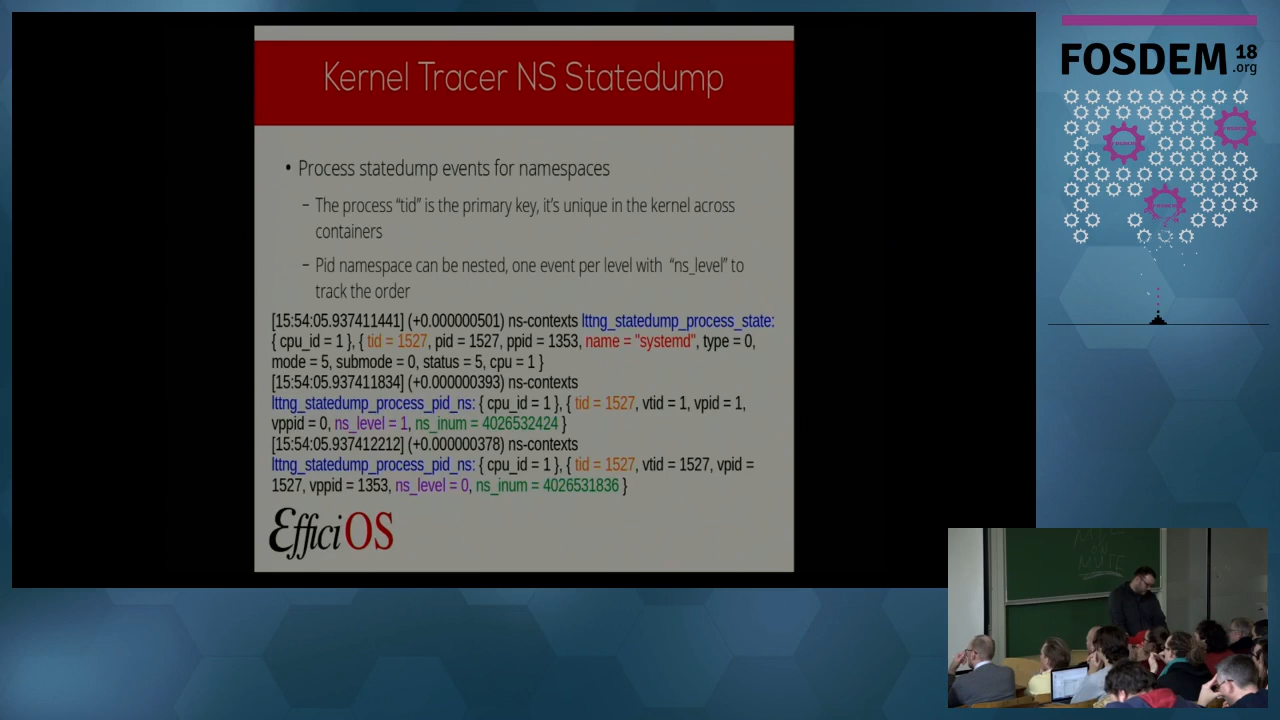 Kernel Tracer NS Statedump
• Process statedump events for namespaces
– The process “tid” is the primary key, it’s unique in the kernel across
containers
– Pid namespace can be nested, one event per level with “ns_level” to
track the order
[15:54:05.937411441] (+0.000000501) ns-contexts lttng_statedump_process_state:
{ cpu_id = 1 }, { tid = 1527, pid = 1527, ppid = 1353, name = "systemd", type = 0,
mode = 5, submode = 0, status = 5, cpu = 1 }
[15:54:05.937411834] (+0.000000393) ns-contexts
lttng_statedump_process_pid_ns: { cpu_id = 1 }, { tid = 1527, vtid = 1, vpid = 1,
vppid = 0, ns_level = 1, ns_inum = 4026532424 }
[15:54:05.937412212] (+0.000000378) ns-contexts
lttng_statedump_process_pid_ns: { cpu_id = 1 }, { tid = 1527, vtid = 1527, vpid =
1527, vppid = 1353, ns_level = 0, ns_inum = 4026531836 }
EfficiOS
FOSDEM 18
.org
MIC
ON
MUTE